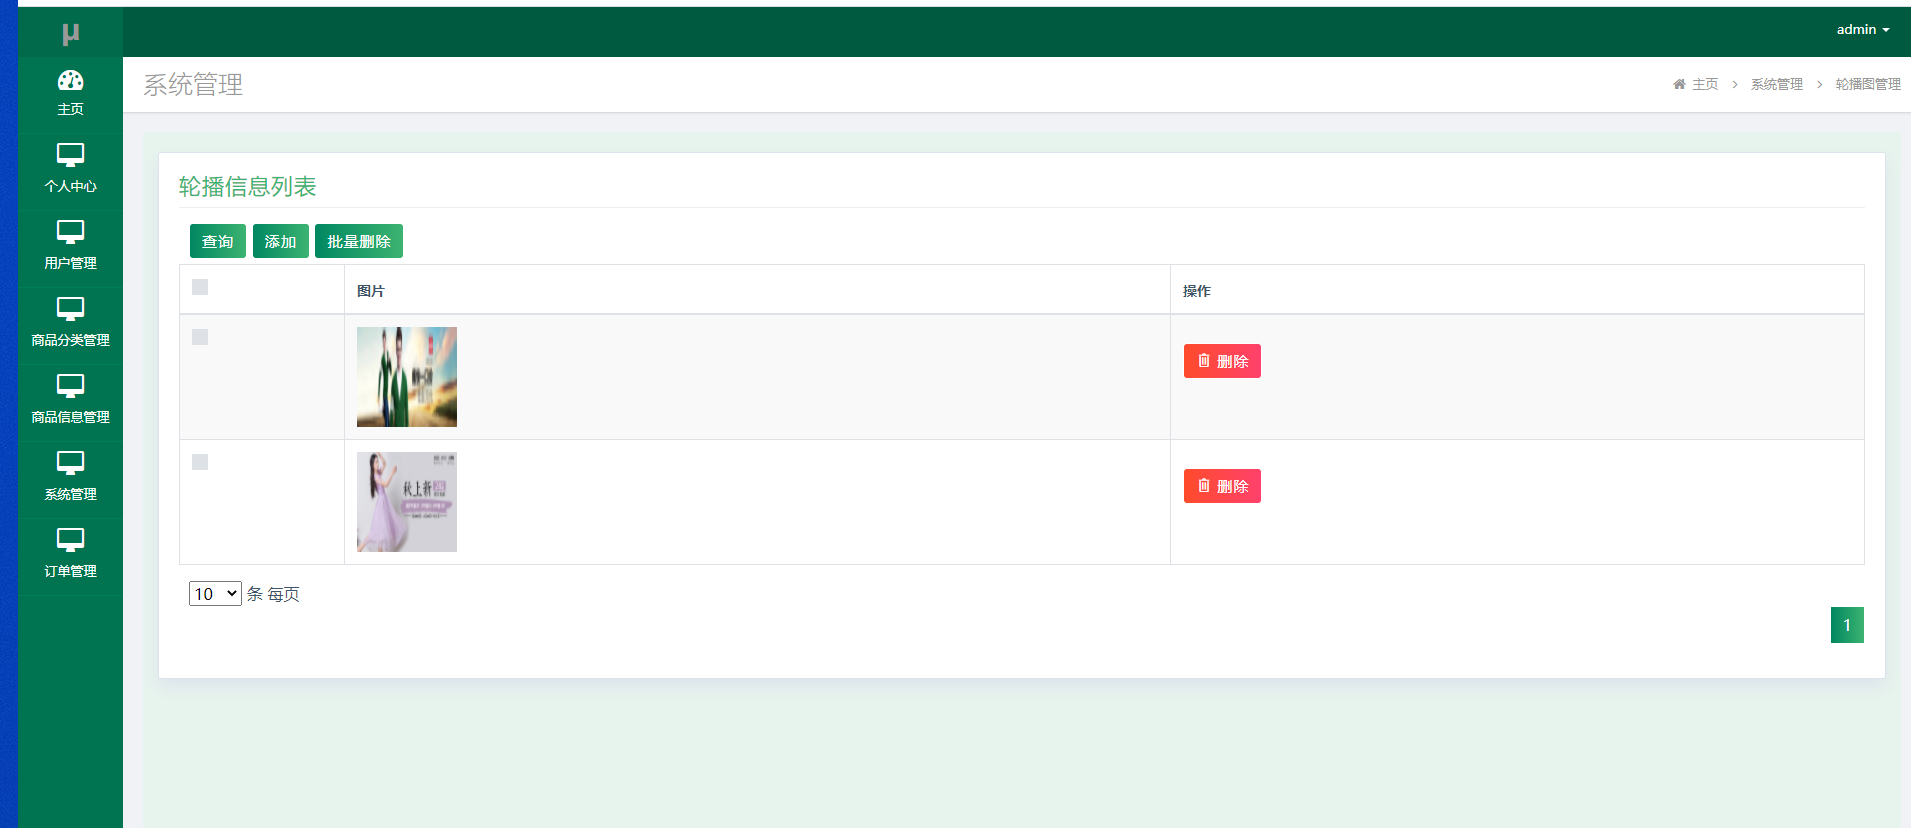 μ
admin
主页
个人中心
用户管理
商品分类管理
商品信息管理
系统管理
订单管理
系统管理
主页 > 系统管理 > 轮播图管理
轮播信息列表
查询 添加 批量删除
图片 操作
删除
秋上新
删除
10 条 每页
1